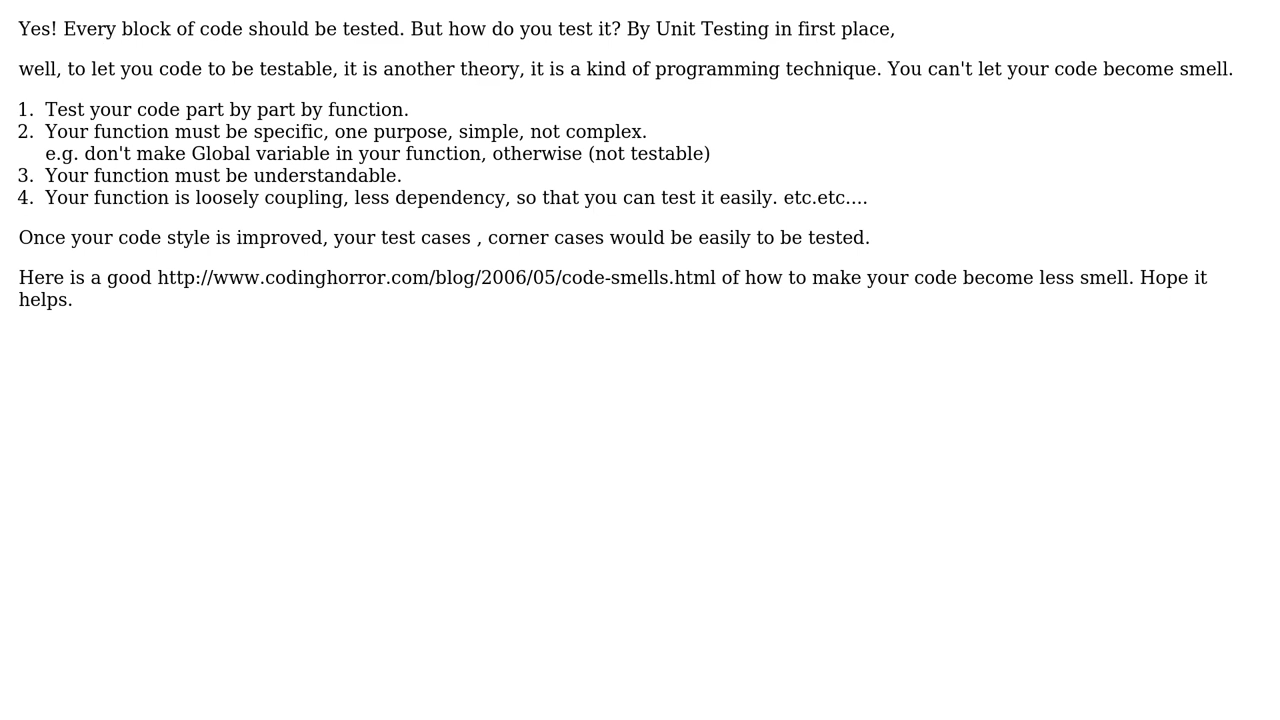 Yes! Every block of code should be tested. But how do you test it? By Unit Testing in first place,
well, to let you code to be testable, it is another theory, it is a kind of programming technique. You can't let your code become smell.
1. Test your code part by part by function.
2. Your function must be specific, one purpose, simple, not complex.
e.g. don't make Global variable in your function, otherwise (not testable)
3. Your function must be understandable.
4. Your function is loosely coupling, less dependency, so that you can test it easily. etc.etc....
Once your code style is improved, your test cases , corner cases would be easily to be tested.
Here is a good http://www.codinghorror.com/blog/2006/05/code-smells.html of how to make your code become less smell. Hope it
helps.